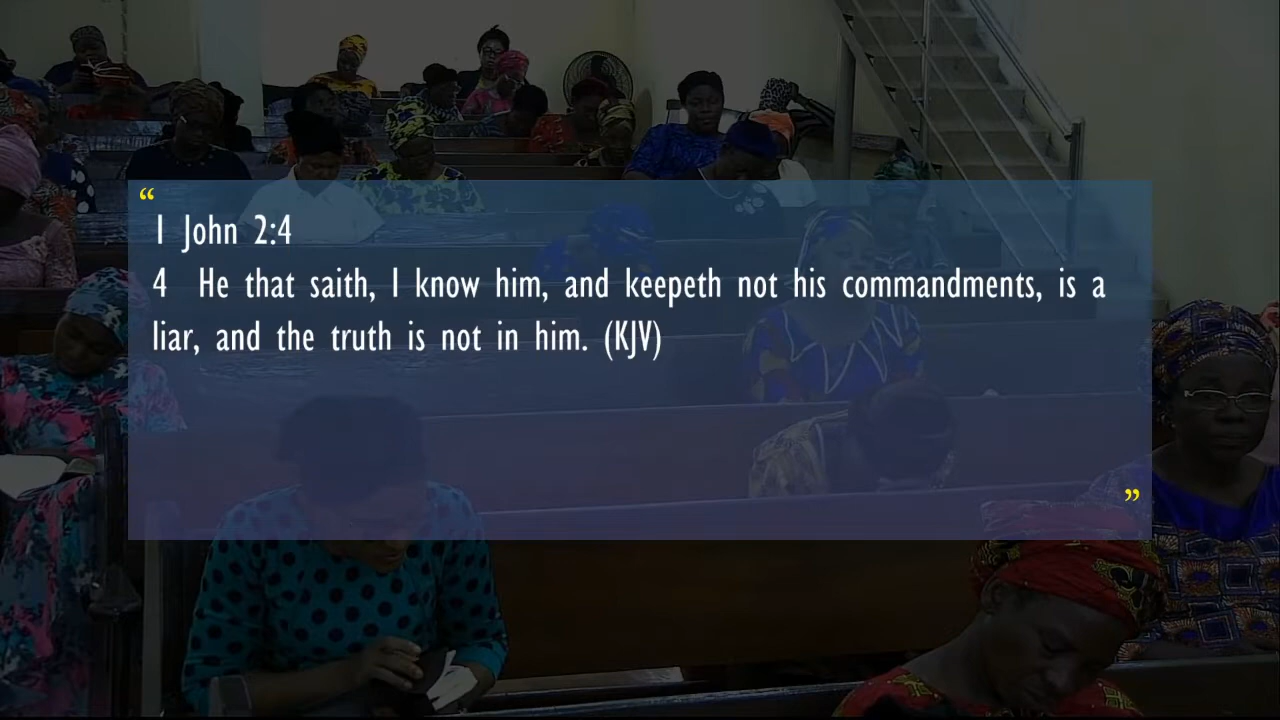 “
1 John 2:4
4 He that saith, I know him, and keepeth not his commandments, is a
liar, and the truth is not in him. (KJV)
”